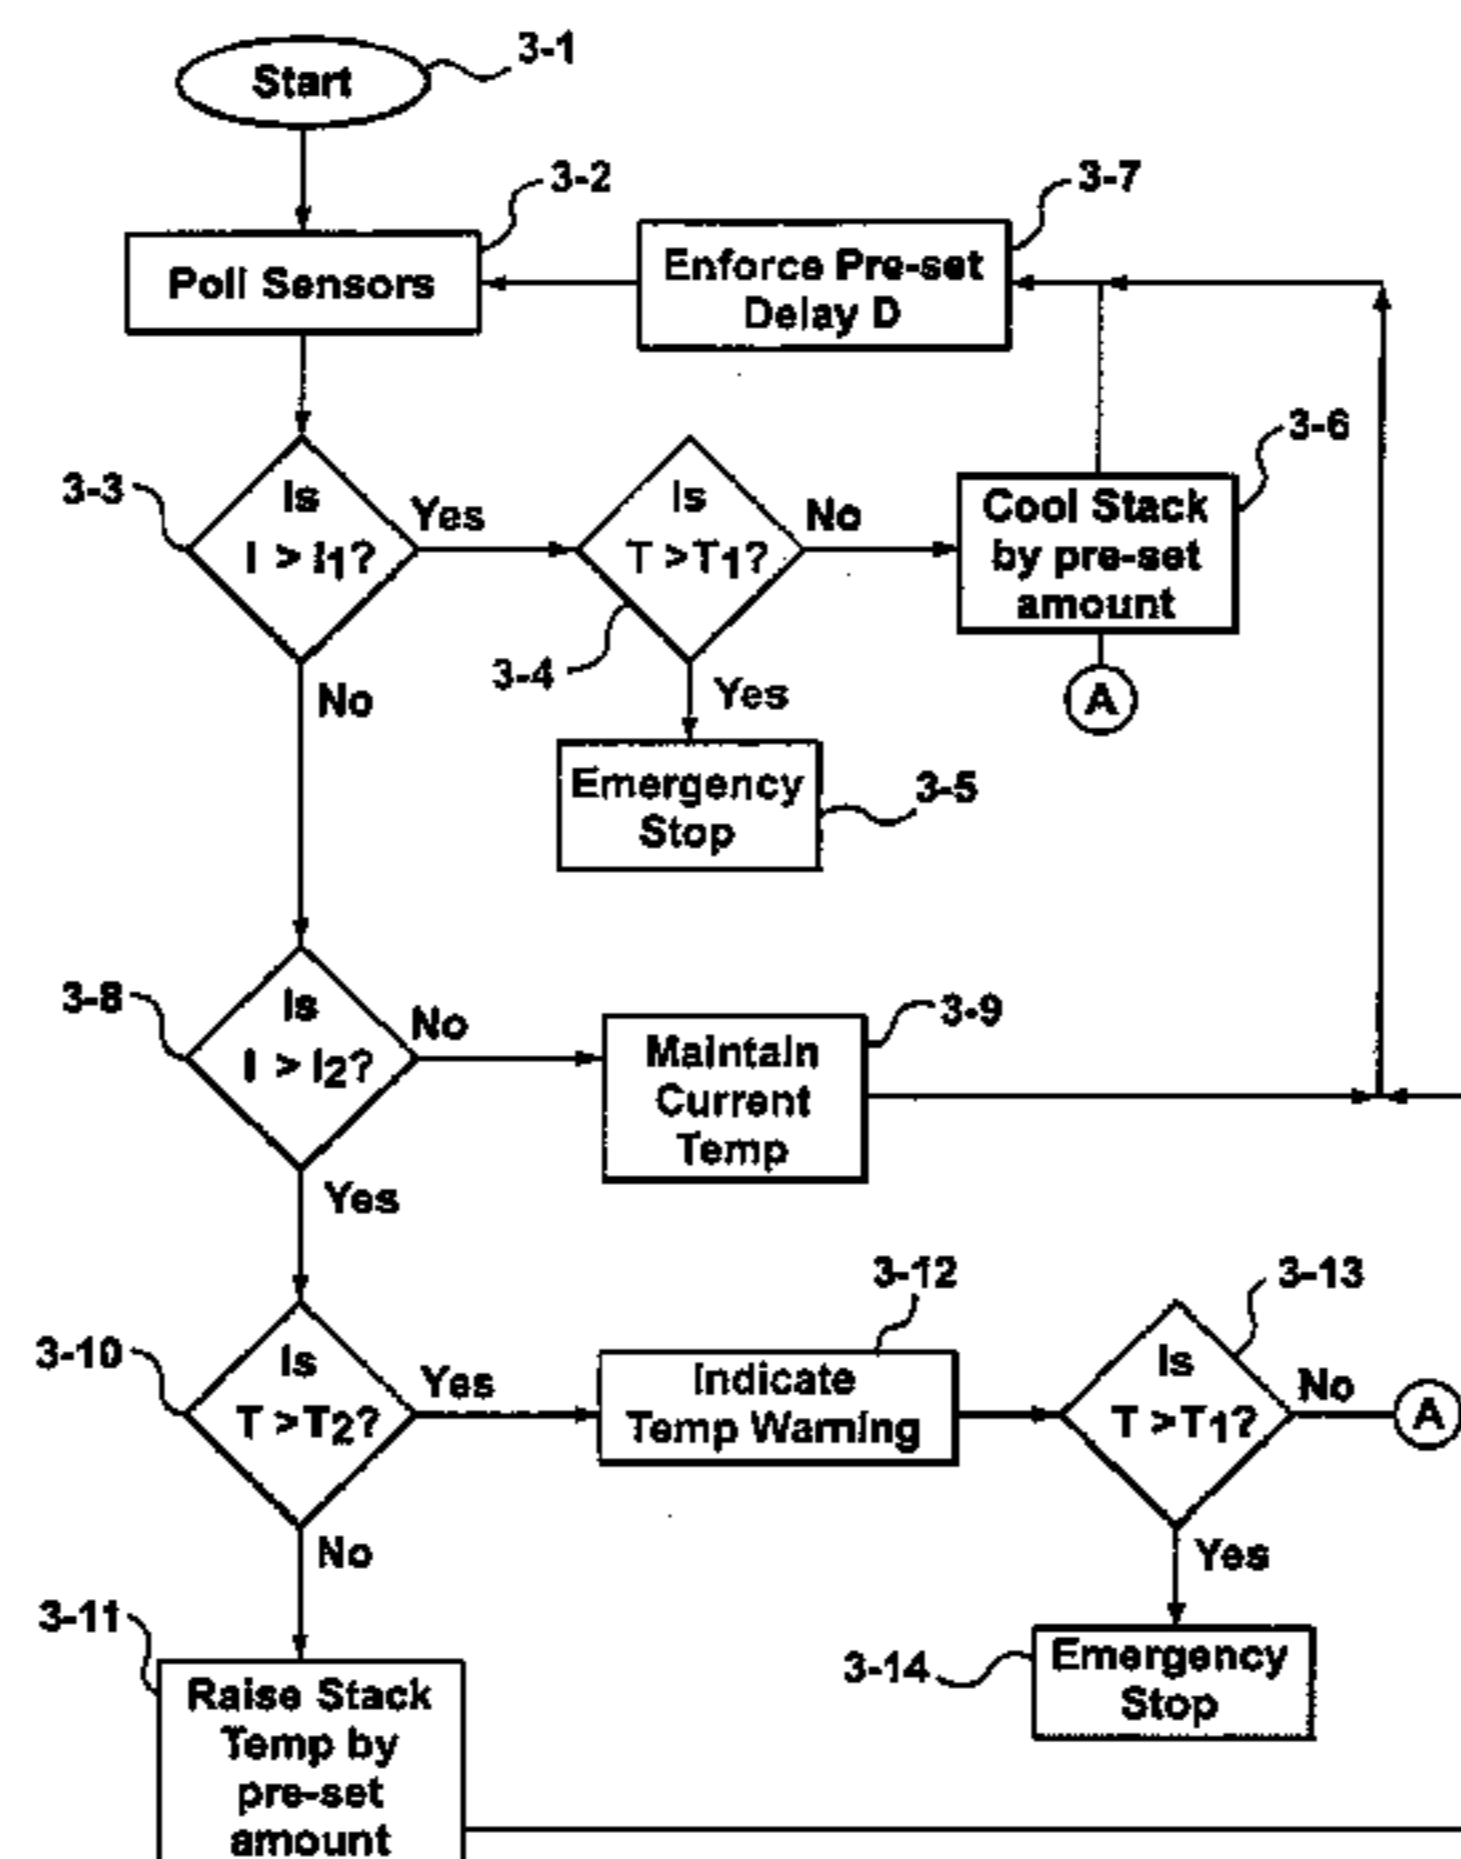 3-1
Start
3-2
Poll Sensors
3-7
Enforce Pre-set
Delay D
3-3
Is
I > I1?
Yes
No
3-4
Is
T > T1?
No
Yes
3-6
Cool Stack
by pre-set
amount
A
Emergency
Stop
3-5
3-8
Is
I > I2?
No
Yes
3-9
Maintain
Current
Temp
3-10
Is
T > T2?
Yes
No
3-12
Indicate
Temp Warning
3-13
Is
T > T1?
No
A
Yes
3-14
Emergency
Stop
3-11
Raise Stack
Temp by
pre-set
amount